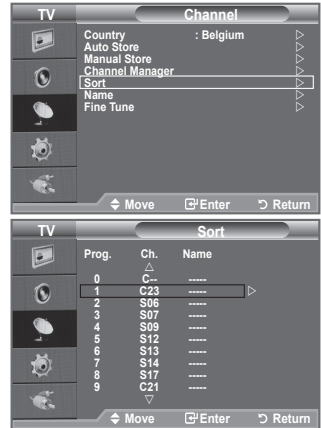 TV Channel
Country : Belgium
Auto Store
Manual Store
Channel Manager
Sort
Name
Fine Tune
Move Enter Return
TV Sort
Prog. Ch. Name
0 C-- -----
1 C23 -----
2 S06 -----
3 S07 -----
4 S09 -----
5 S12 -----
6 S13 -----
7 S14 -----
8 S17 -----
9 C21 -----
Move Enter Return